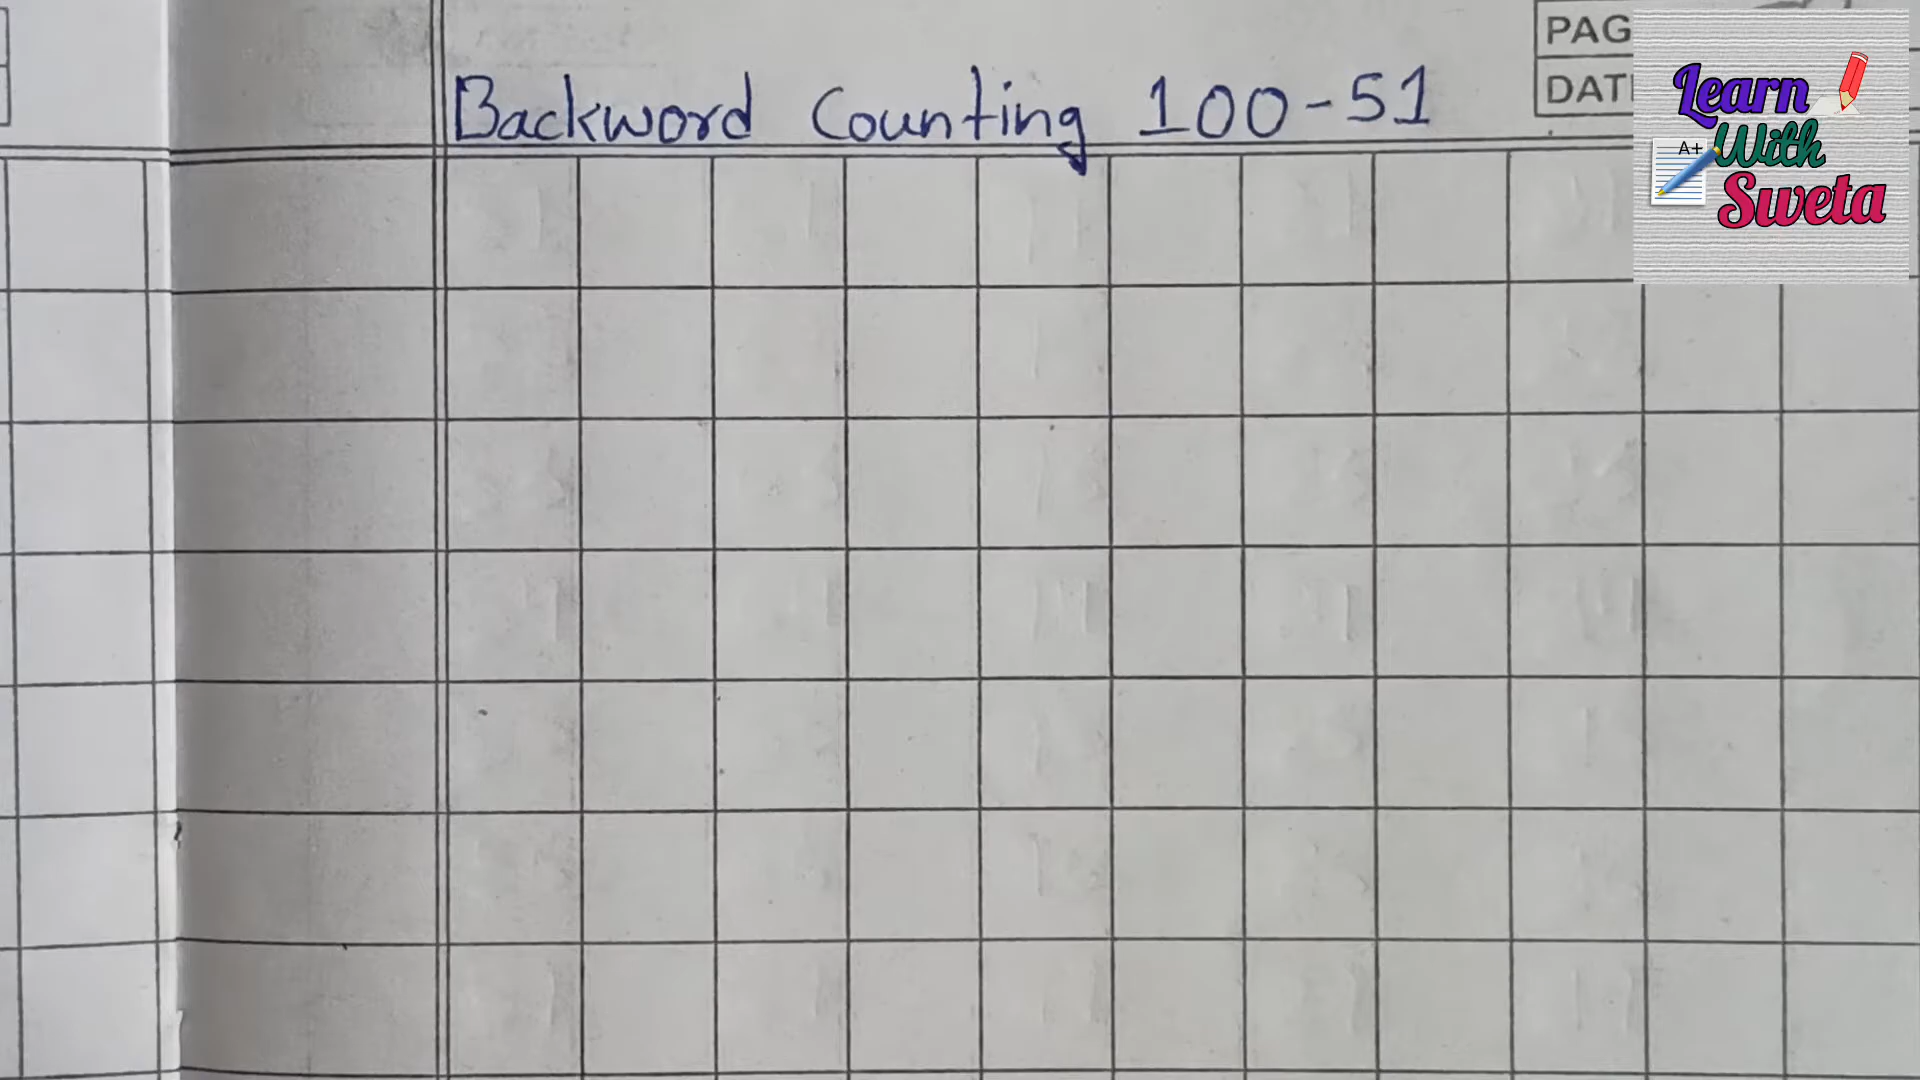 Backword Counting 100-51
PAG
DAT
Learn
With
A+
Sweta